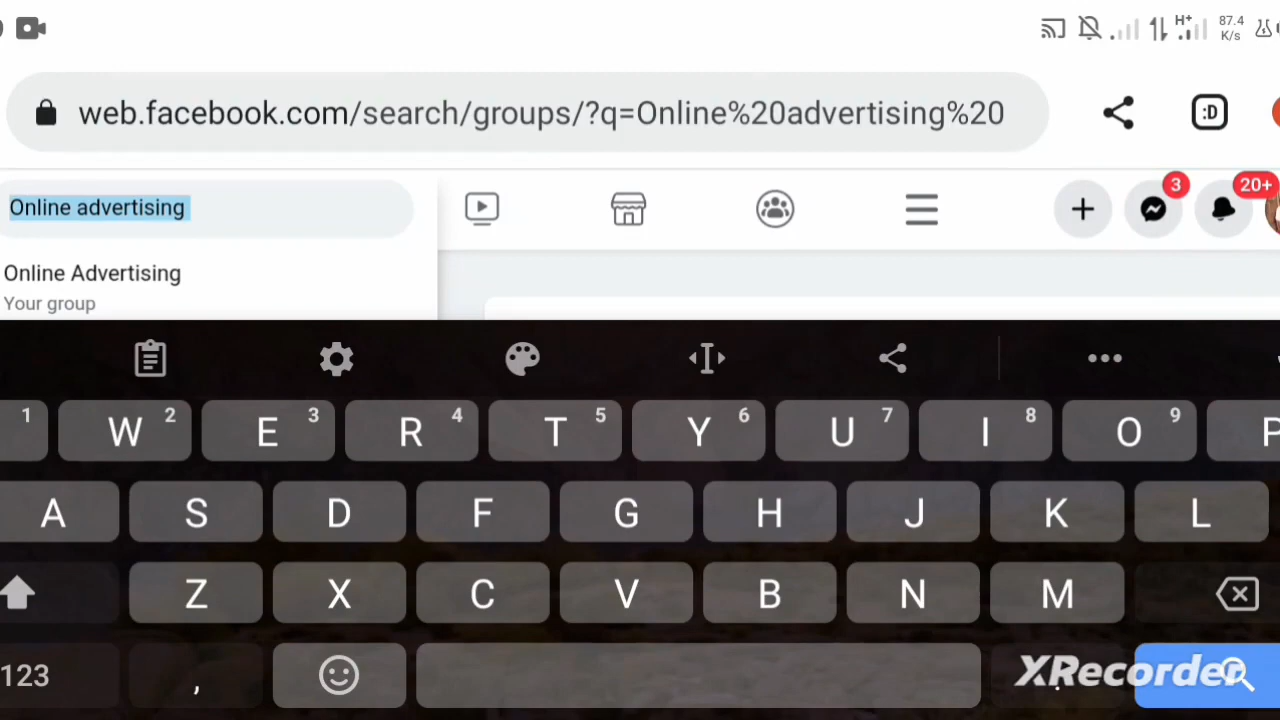 H+ 87.4 K/s
web.facebook.com/search/groups/?q=Online%20advertising%20
:D
Online advertising
3
20+
Online Advertising
Your group
1 W 2 E 3 R 4 T 5 Y 6 U 7 I 8 O 9 P
A S D F G H J K L
Z X C V B N M
123 , .
XRecorder